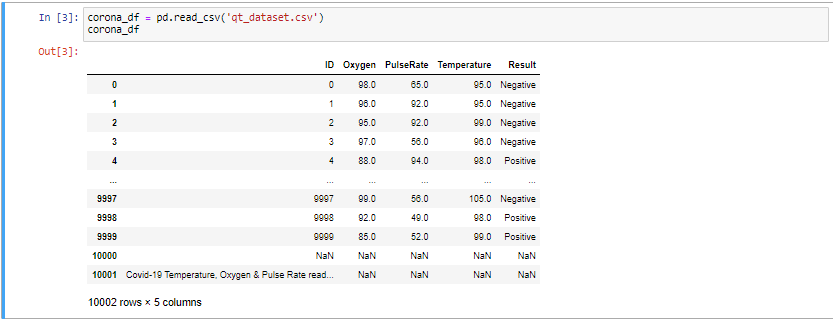 In [3]: corona_df = pd.read_csv('qt_dataset.csv')
corona_df
Out[3]:
ID Oxygen PulseRate Temperature Result
0 0 98.0 65.0 95.0 Negative
1 1 96.0 92.0 95.0 Negative
2 2 95.0 92.0 99.0 Negative
3 3 97.0 56.0 96.0 Negative
4 4 88.0 94.0 98.0 Positive
... ... ... ... ... ...
9997 9997 99.0 56.0 105.0 Negative
9998 9998 92.0 49.0 98.0 Positive
9999 9999 85.0 52.0 99.0 Positive
10000 NaN NaN NaN NaN NaN
10001 Covid-19 Temperature, Oxygen & Pulse Rate read... NaN NaN NaN NaN
10002 rows × 5 columns